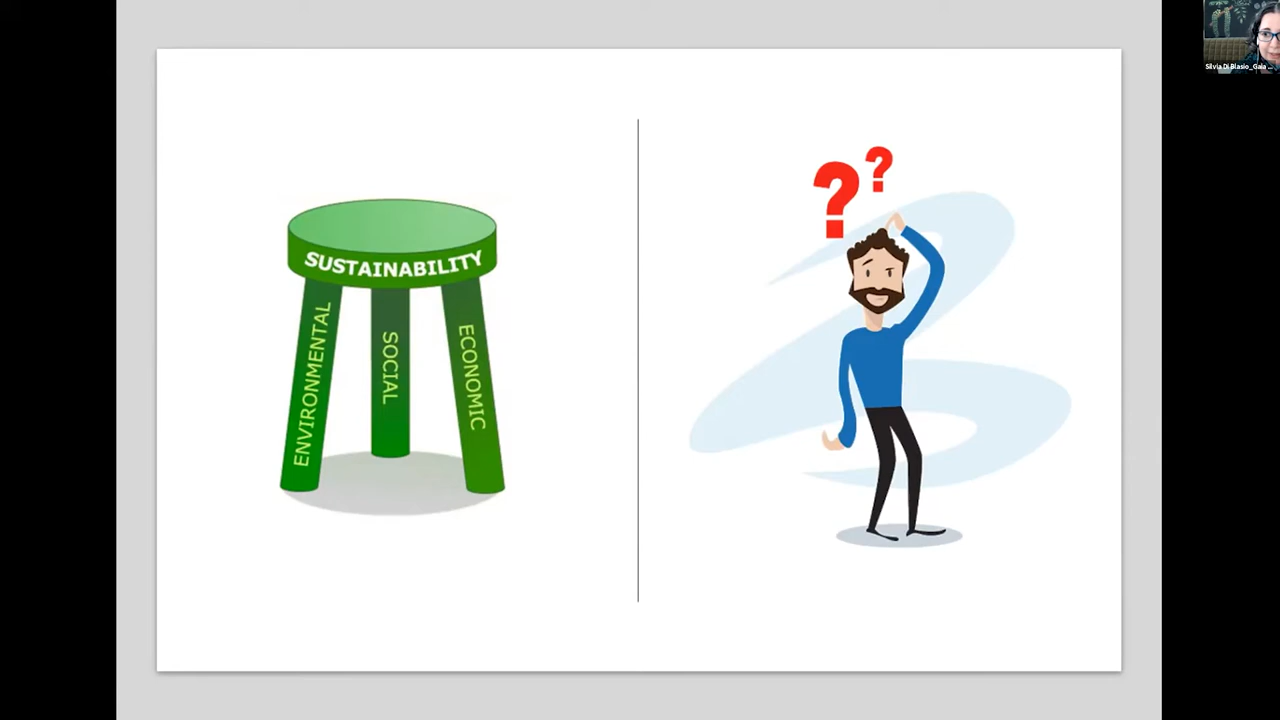 SUSTAINABILITY
ENVIRONMENTAL
SOCIAL
ECONOMIC
? ?
Silvia Di Blasio_Gaia ...